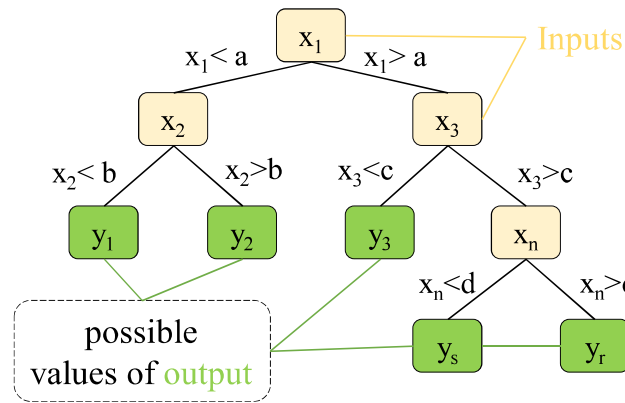 x₁
Inputs
x₁< a
x₁> a
x₂
x₃
x₂< b
x₂>b
x₃<c
x₃>c
y₁
y₂
y₃
xₙ
xₙ<d
xₙ>
possible
values of output
yₛ
yᵣ